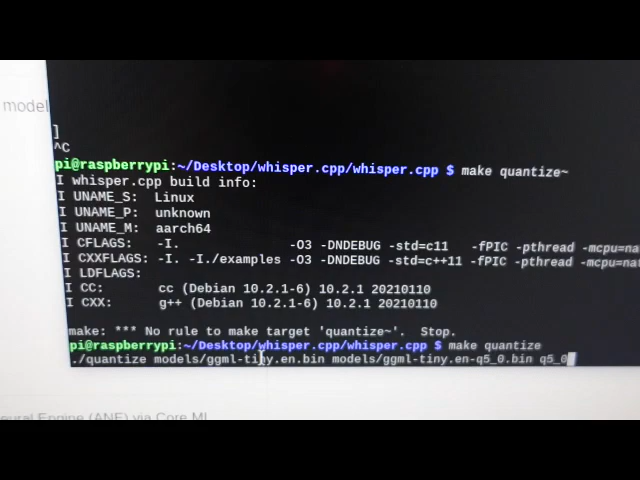 model
]
^C
pi@raspberrypi:~/Desktop/whisper.cpp/whisper.cpp $ make quantize~
I whisper.cpp build info:
I UNAME_S:  Linux
I UNAME_P:  unknown
I UNAME_M:  aarch64
I CFLAGS:   -I.              -O3 -DNDEBUG -std=c11   -fPIC -pthread -mcpu=nat
I CXXFLAGS: -I. -I./examples -O3 -DNDEBUG -std=c++11 -fPIC -pthread -mcpu=na
I LDFLAGS:
I CC:       cc (Debian 10.2.1-6) 10.2.1 20210110
I CXX:      g++ (Debian 10.2.1-6) 10.2.1 20210110
make: *** No rule to make target 'quantize~'.  Stop.
pi@raspberrypi:~/Desktop/whisper.cpp/whisper.cpp $ make quantize
./quantize models/ggml-tiny.en.bin models/ggml-tiny.en-q5_0.bin q5_0
Engine (ANE) via Core ML